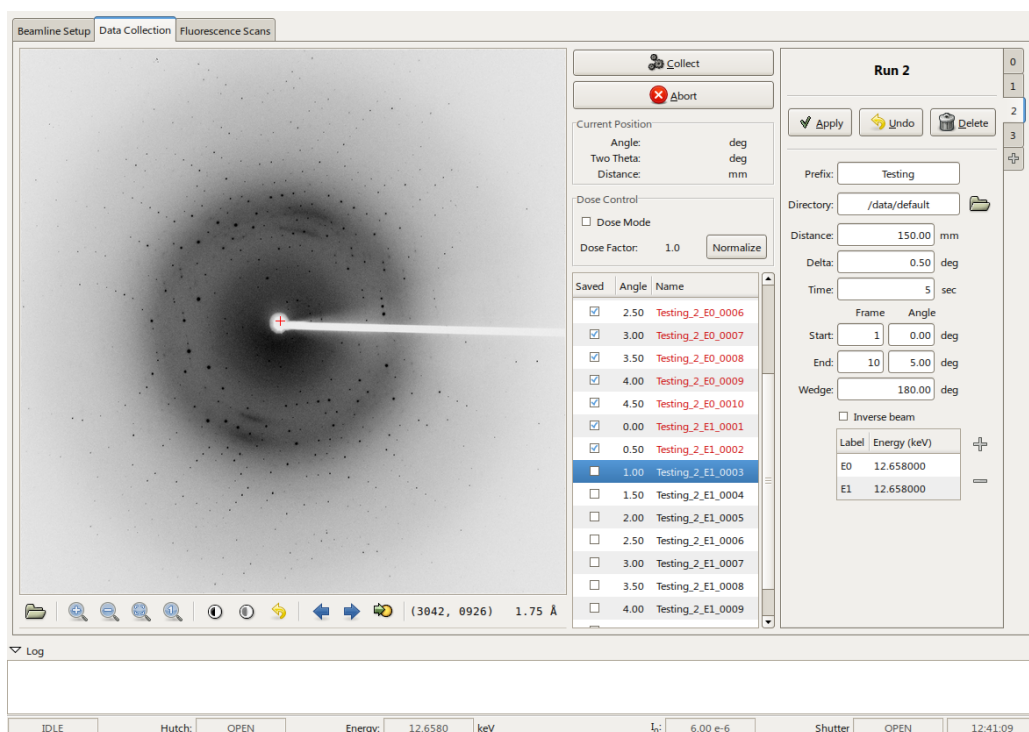 Beamline Setup Data Collection Fluorescence Scans
Collect
Abort
Current Position
Angle: deg
Two Theta: deg
Distance: mm
Dose Control
Dose Mode
Dose Factor: 1.0 Normalize
Saved Angle Name
2.50 Testing_2_E0_0006
3.00 Testing_2_E0_0007
3.50 Testing_2_E0_0008
4.00 Testing_2_E0_0009
4.50 Testing_2_E0_0010
0.00 Testing_2_E1_0001
0.50 Testing_2_E1_0002
1.00 Testing_2_E1_0003
1.50 Testing_2_E1_0004
2.00 Testing_2_E1_0005
2.50 Testing_2_E1_0006
3.00 Testing_2_E1_0007
3.50 Testing_2_E1_0008
4.00 Testing_2_E1_0009
Run 2
Apply Undo Delete
Prefix: Testing
Directory: /data/default
Distance: 150.00 mm
Delta: 0.50 deg
Time: 5 sec
Frame Angle
Start: 1 0.00 deg
End: 10 5.00 deg
Wedge: 180.00 deg
Inverse beam
Label Energy (keV)
E0 12.658000
E1 12.658000
0
1
2
3
(3042, 0926) 1.75 Å
Log
IDLE Hutch: OPEN Energy: 12.6580 keV I₀: 6.00 e-6 Shutter OPEN 12:41:09